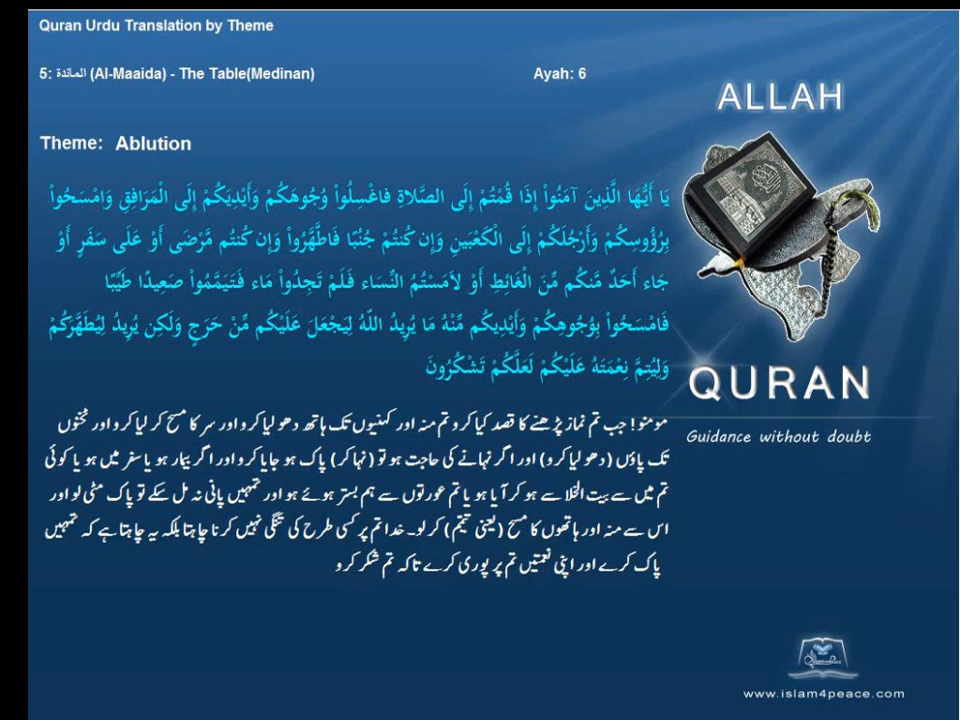 Quran Urdu Translation by Theme
5: المائدة (Al-Maaida) - The Table(Medinan) Ayah: 6
Theme: Ablution
يَا أَيُّهَا الَّذِينَ آمَنُواْ إِذَا قُمْتُمْ إِلَى الصَّلاةِ فاغْسِلُواْ وُجُوهَكُمْ وَأَيْدِيَكُمْ إِلَى الْمَرَافِقِ وَامْسَحُواْ
بِرُؤُوسِكُمْ وَأَرْجُلَكُمْ إِلَى الْكَعْبَينِ وَإِن كُنتُمْ جُنُبًا فَاطَّهَّرُواْ وَإِن كُنتُم مَّرْضَى أَوْ عَلَى سَفَرٍ أَوْ
جَاء أَحَدٌ مَّنكُم مِّنَ الْغَائِطِ أَوْ لاَمَسْتُمُ النِّسَاء فَلَمْ تَجِدُواْ مَاء فَتَيَمَّمُواْ صَعِيدًا طَيِّبًا
فَامْسَحُواْ بِوُجُوهِكُمْ وَأَيْدِيكُم مِّنْهُ مَا يُرِيدُ اللّهُ لِيَجْعَلَ عَلَيْكُم مِّنْ حَرَجٍ وَلَكِن يُرِيدُ لِيُطَهَّرَكُمْ
وَلِيُتِمَّ نِعْمَتَهُ عَلَيْكُمْ لَعَلَّكُمْ تَشْكُرُونَ
مومنو! جب تم نماز پڑھنے کا قصد کیا کرو تم منہ اور کہنیوں تک ہاتھ دھو لیا کرو اور سر کا مسح کر لیا کرو اور ٹخنوں
تک پاؤں (دھو لیا کرو) اور اگر نہانے کی حاجت ہو تو (نہا کر) پاک ہو جایا کرو اور اگر بیمار ہو یا سفر میں ہو یا کوئی
تم میں سے بیت الخلا سے ہو کر آیا ہو یا تم عورتوں سے ہم بستر ہوئے ہو اور تمہیں پانی نہ مل سکے تو پاک مٹی لو اور
اس سے منہ اور ہاتھوں کا مسح (یعنی تیمم) کر لو۔ خدا تم پر کسی طرح کی تنگی نہیں کرنا چاہتا بلکہ یہ چاہتا ہے کہ تمہیں
پاک کرے اور اپنی نعمتیں تم پر پوری کرے تاکہ تم شکر کرو
ALLAH
QURAN
Guidance without doubt
www.islam4peace.com